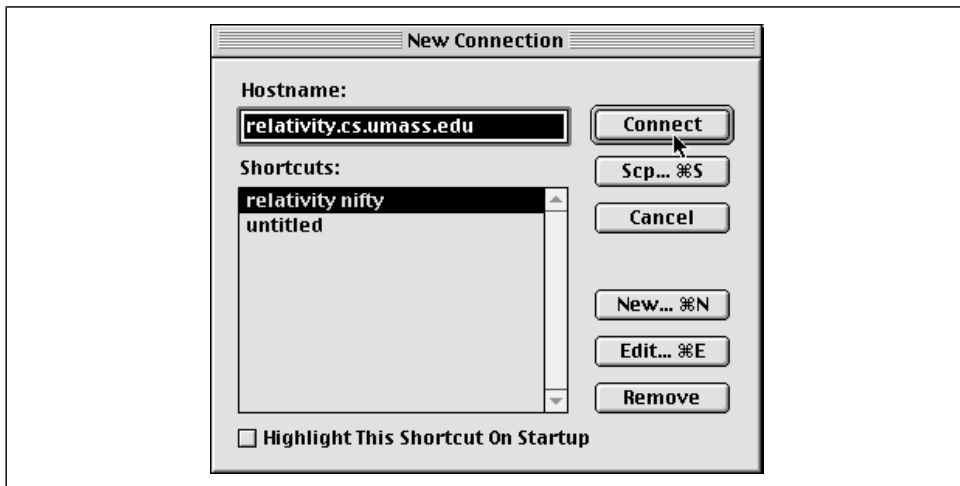 New Connection
Hostname:
relativity.cs.umass.edu
Connect
Shortcuts:
Scp... ⌘S
relativity nifty
untitled
Cancel
New... ⌘N
Edit... ⌘E
Remove
Highlight This Shortcut On Startup